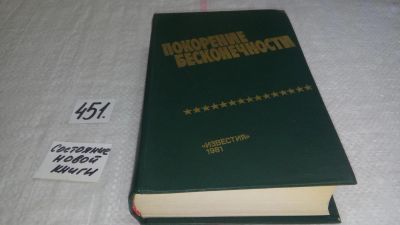 ПОКОРЕНИЕ
БЕСКОНЕЧНОСТИ
«ИЗВЕСТИЯ»
1981
451.
СОСТОЯНИЕ
НОВОЙ
КНИГИ